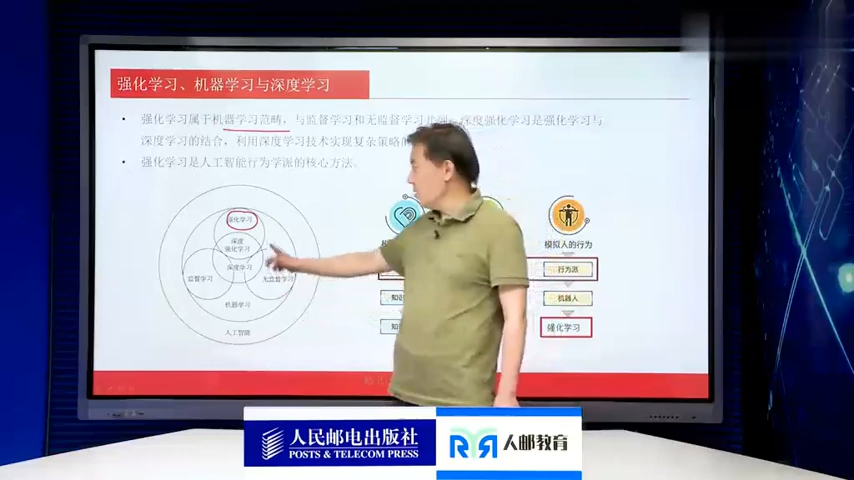 强化学习、机器学习与深度学习
• 强化学习属于机器学习范畴，与监督学习和无监督学习并列。深度强化学习是强化学习与
深度学习的结合，利用深度学习技术实现复杂策略的
• 强化学习是人工智能行为学派的核心方法。
强化学习
深度
强化学习
深度学习
监督学习
无监督学习
机器学习
人工智能
模拟人的行为
行为派
机器人
强化学习
人民邮电出版社
POSTS & TELECOM PRESS
人邮教育